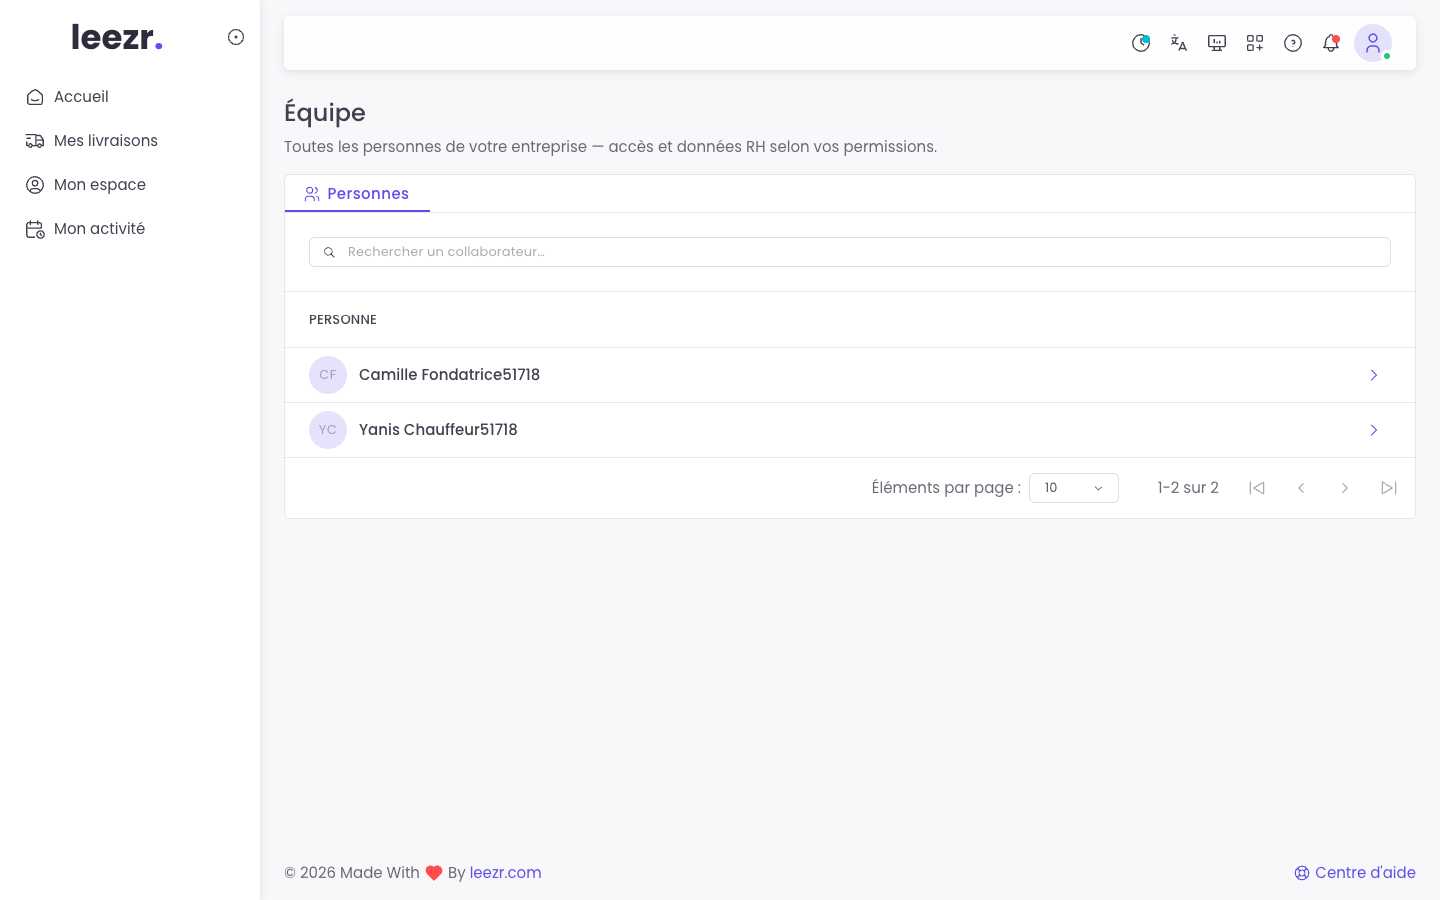 leezr.
Accueil
Mes livraisons
Mon espace
Mon activité
Équipe
Toutes les personnes de votre entreprise — accès et données RH selon vos permissions.
Personnes
Rechercher un collaborateur...
PERSONNE
CF Camille Fondatrice51718
YC Yanis Chauffeur51718
Éléments par page : 10 1-2 sur 2
© 2026 Made With By leezr.com
Centre d'aide